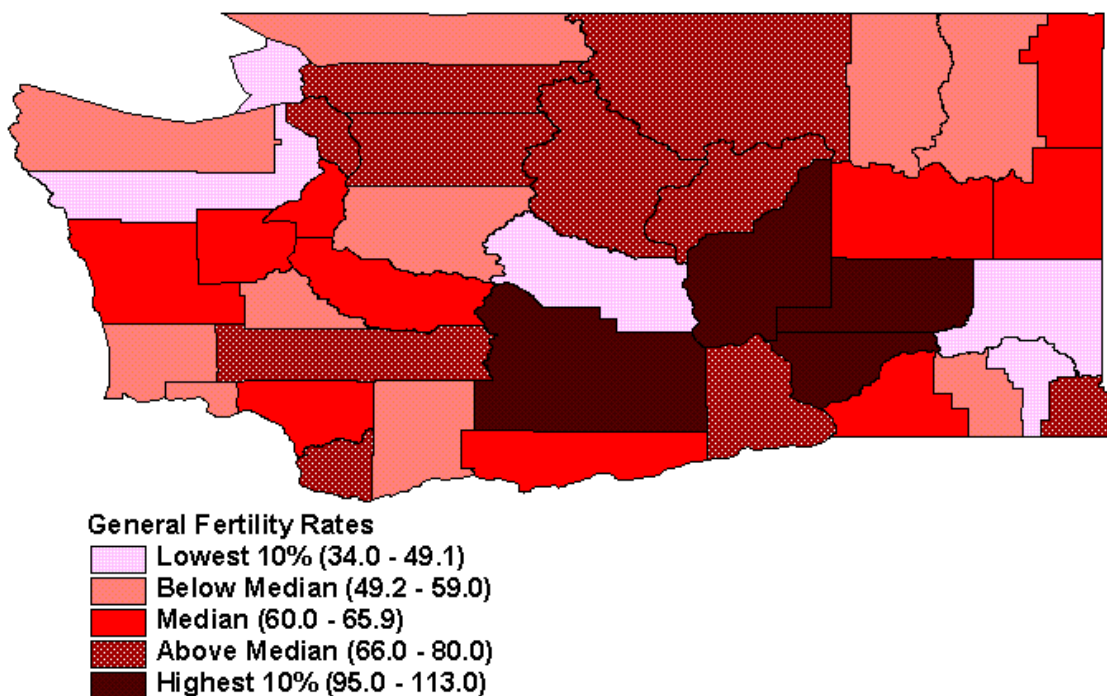 General Fertility Rates
Lowest 10% (34.0 - 49.1)
Below Median (49.2 - 59.0)
Median (60.0 - 65.9)
Above Median (66.0 - 80.0)
Highest 10% (95.0 - 113.0)